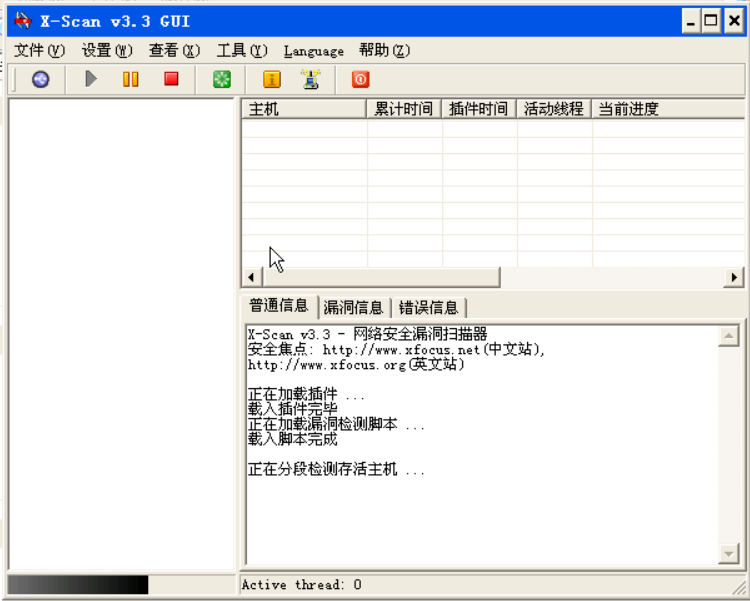 X-Scan v3.3 GUI
文件(V) 设置(W) 查看(X) 工具(Y) Language 帮助(Z)
主机 累计时间 插件时间 活动线程 当前进度
普通信息 漏洞信息 错误信息
X-Scan v3.3 - 网络安全漏洞扫描器
安全焦点: http://www.xfocus.net(中文站),
http://www.xfocus.org(英文站)
正在加载插件 ...
载入插件完毕
正在加载漏洞检测脚本 ...
载入脚本完成
正在分段检测存活主机 ...
Active thread: 0